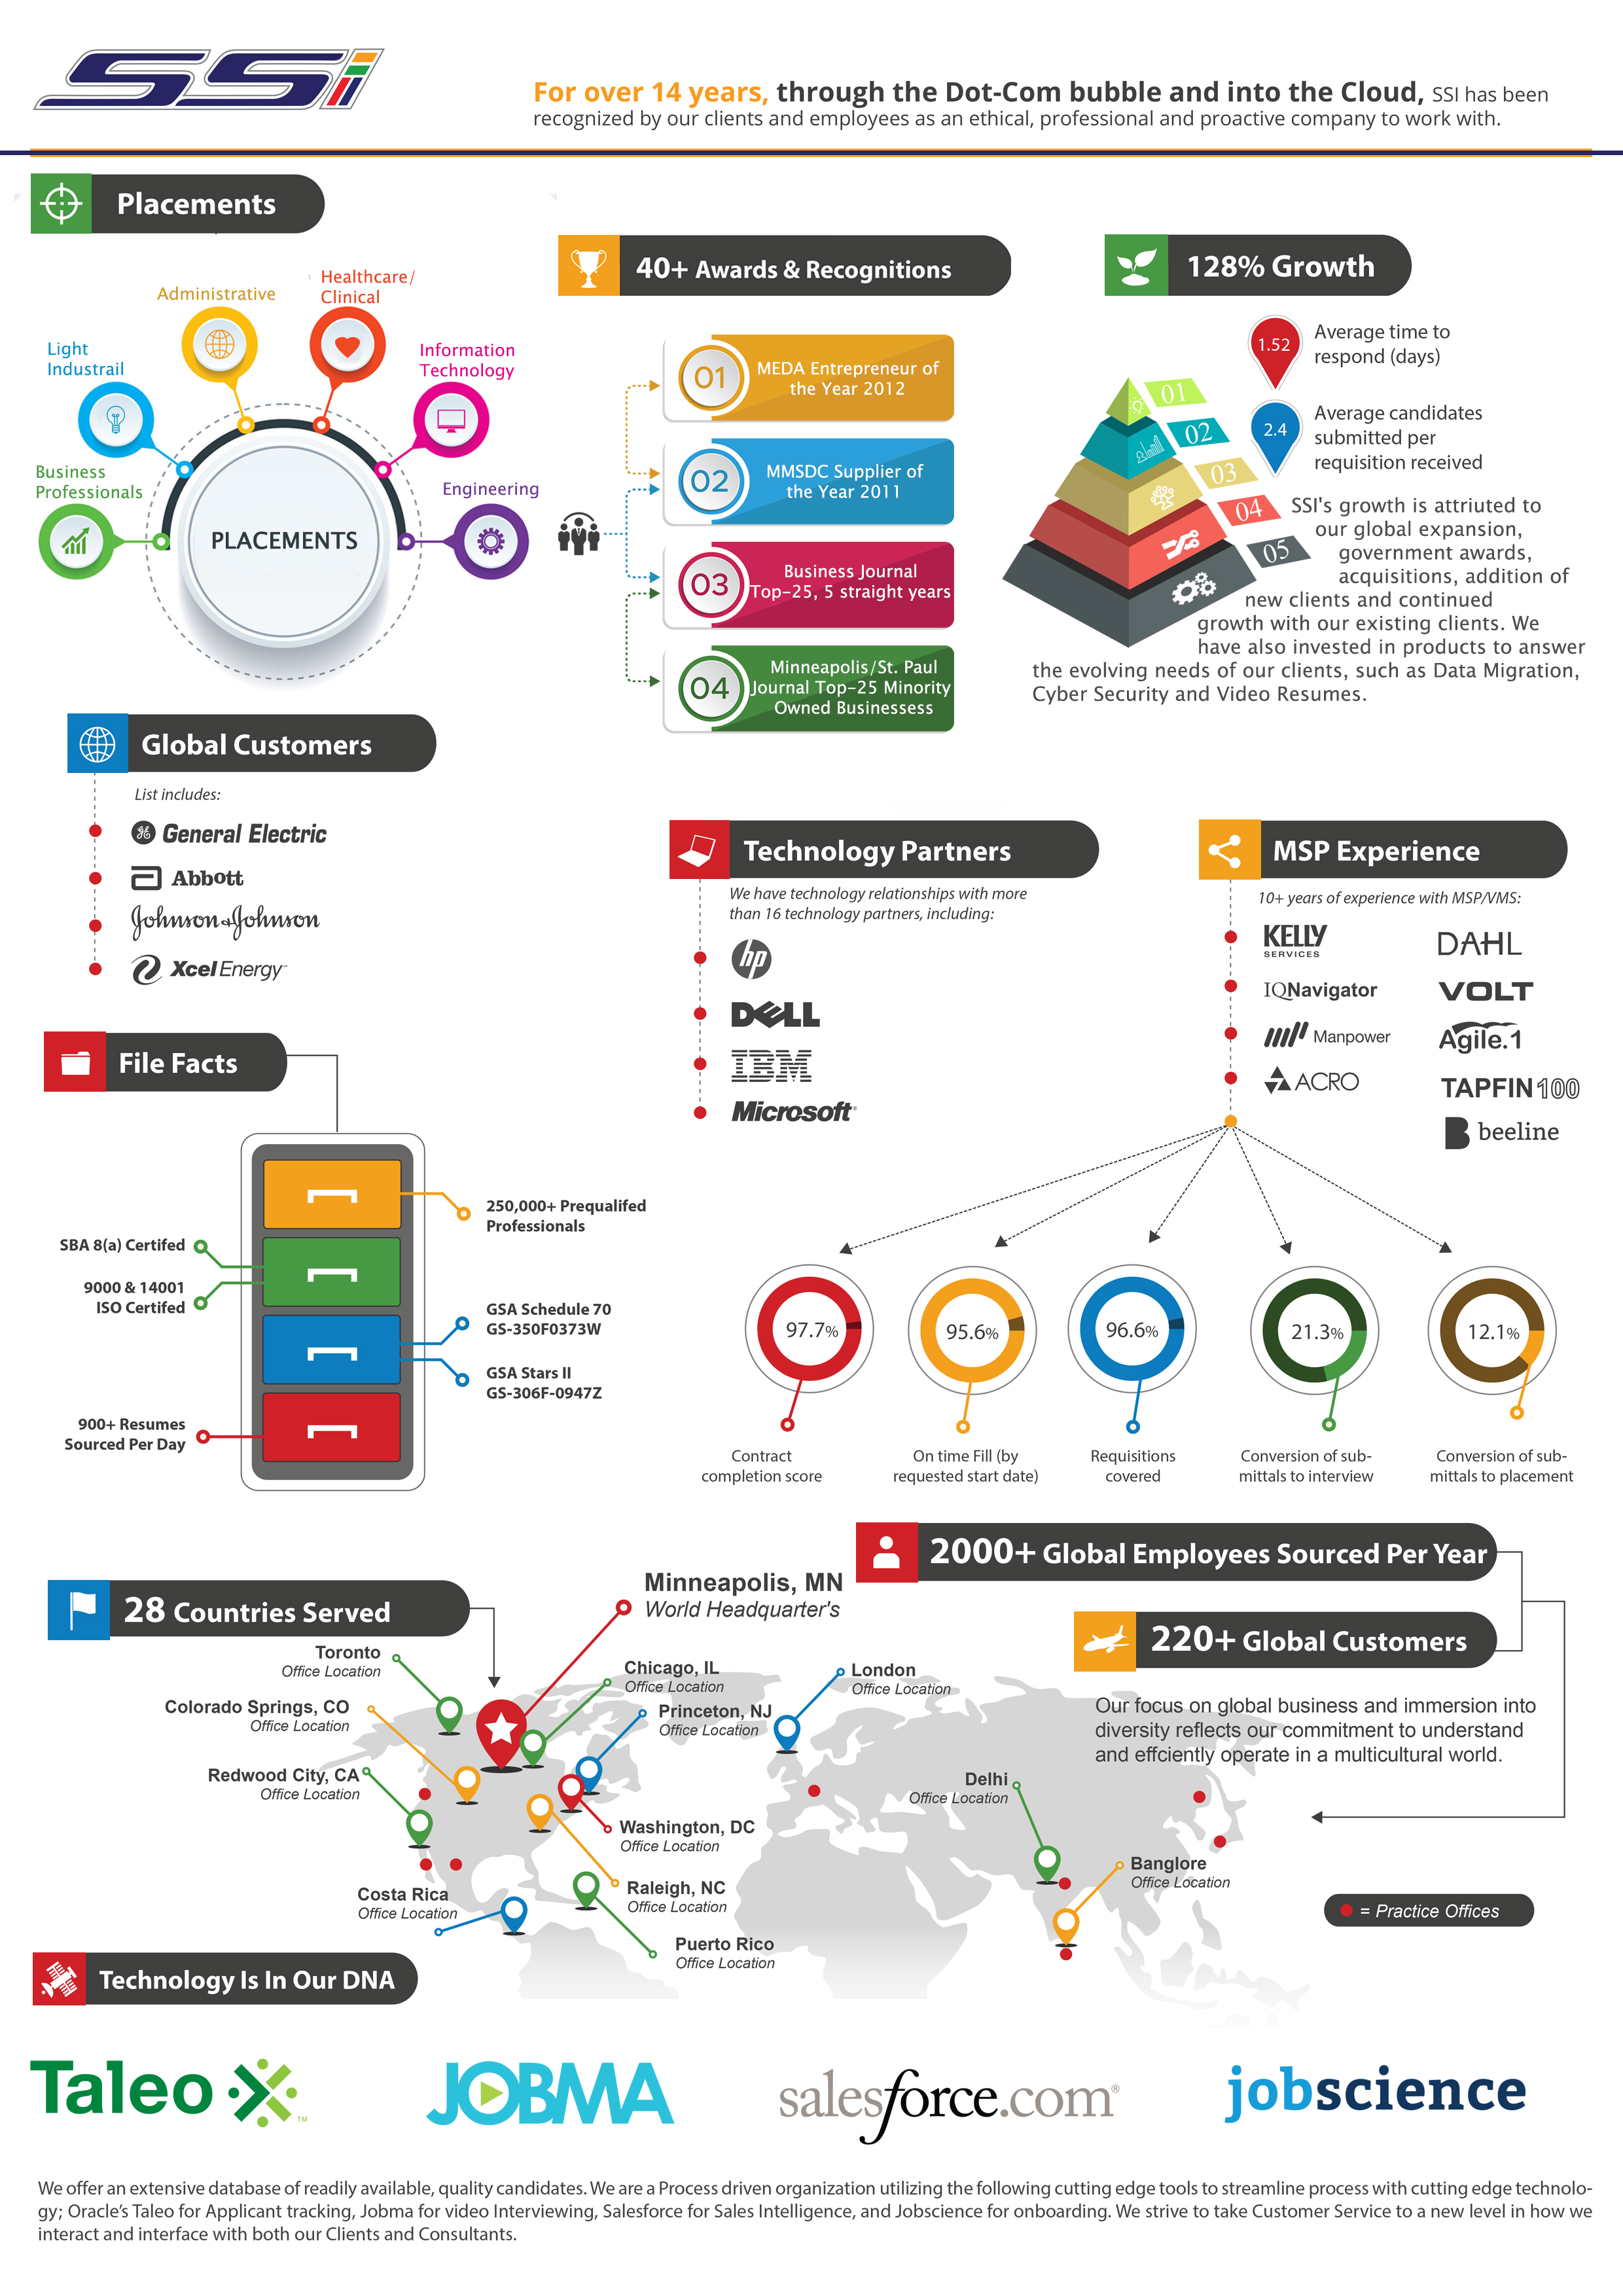 SSi
For over 14 years, through the Dot-Com bubble and into the Cloud, SSI has been
recognized by our clients and employees as an ethical, professional and proactive company to work with.
Placements
Healthcare/
Clinical
Administrative
Light
Industrail
Information
Technology
Business
Professionals
Engineering
PLACEMENTS
40+ Awards & Recognitions
01
MEDA Entrepreneur of
the Year 2012
02
MMSDC Supplier of
the Year 2011
03
Business Journal
Top-25, 5 straight years
04
Minneapolis/St. Paul
Journal Top-25 Minority
Owned Businessess
128% Growth
1.52
Average time to
respond (days)
2.4
Average candidates
submitted per
requisition received
01
02
03
04
05
SSI's growth is attriuted to
our global expansion,
government awards,
acquisitions, addition of
new clients and continued
growth with our existing clients. We
have also invested in products to answer
the evolving needs of our clients, such as Data Migration,
Cyber Security and Video Resumes.
Global Customers
List includes:
General Electric
Abbott
Johnson & Johnson
Xcel Energy
Technology Partners
We have technology relationships with more
than 16 technology partners, including:
hp
DELL
IBM
Microsoft
MSP Experience
10+ years of experience with MSP/VMS:
KELLY
SERVICES
IQNavigator
Manpower
ACRO
DAHL
VOLT
Agile.1
TAPFIN 100
beeline
97.7%
Contract
completion score
95.6%
On time Fill (by
requested start date)
96.6%
Requisitions
covered
21.3%
Conversion of sub-
mittals to interview
12.1%
Conversion of sub-
mittals to placement
File Facts
250,000+ Prequalifed
Professionals
SBA 8(a) Certifed
9000 & 14001
ISO Certifed
GSA Schedule 70
GS-350F0373W
GSA Stars II
GS-306F-0947Z
900+ Resumes
Sourced Per Day
2000+ Global Employees Sourced Per Year
220+ Global Customers
Our focus on global business and immersion into
diversity reflects our commitment to understand
and effciently operate in a multicultural world.
28 Countries Served
Minneapolis, MN
World Headquarter's
Toronto
Office Location
Chicago, IL
Office Location
London
Office Location
Colorado Springs, CO
Office Location
Princeton, NJ
Office Location
Redwood City, CA
Office Location
Delhi
Office Location
Washington, DC
Office Location
Banglore
Office Location
Costa Rica
Office Location
Raleigh, NC
Office Location
Puerto Rico
Office Location
= Practice Offices
Technology Is In Our DNA
Taleo TM
JOBMA
salesforce.com®
jobscience
We offer an extensive database of readily available, quality candidates. We are a Process driven organization utilizing the following cutting edge tools to streamline process with cutting edge technolo-
gy; Oracle's Taleo for Applicant tracking, Jobma for video Interviewing, Salesforce for Sales Intelligence, and Jobscience for onboarding. We strive to take Customer Service to a new level in how we
interact and interface with both our Clients and Consultants.